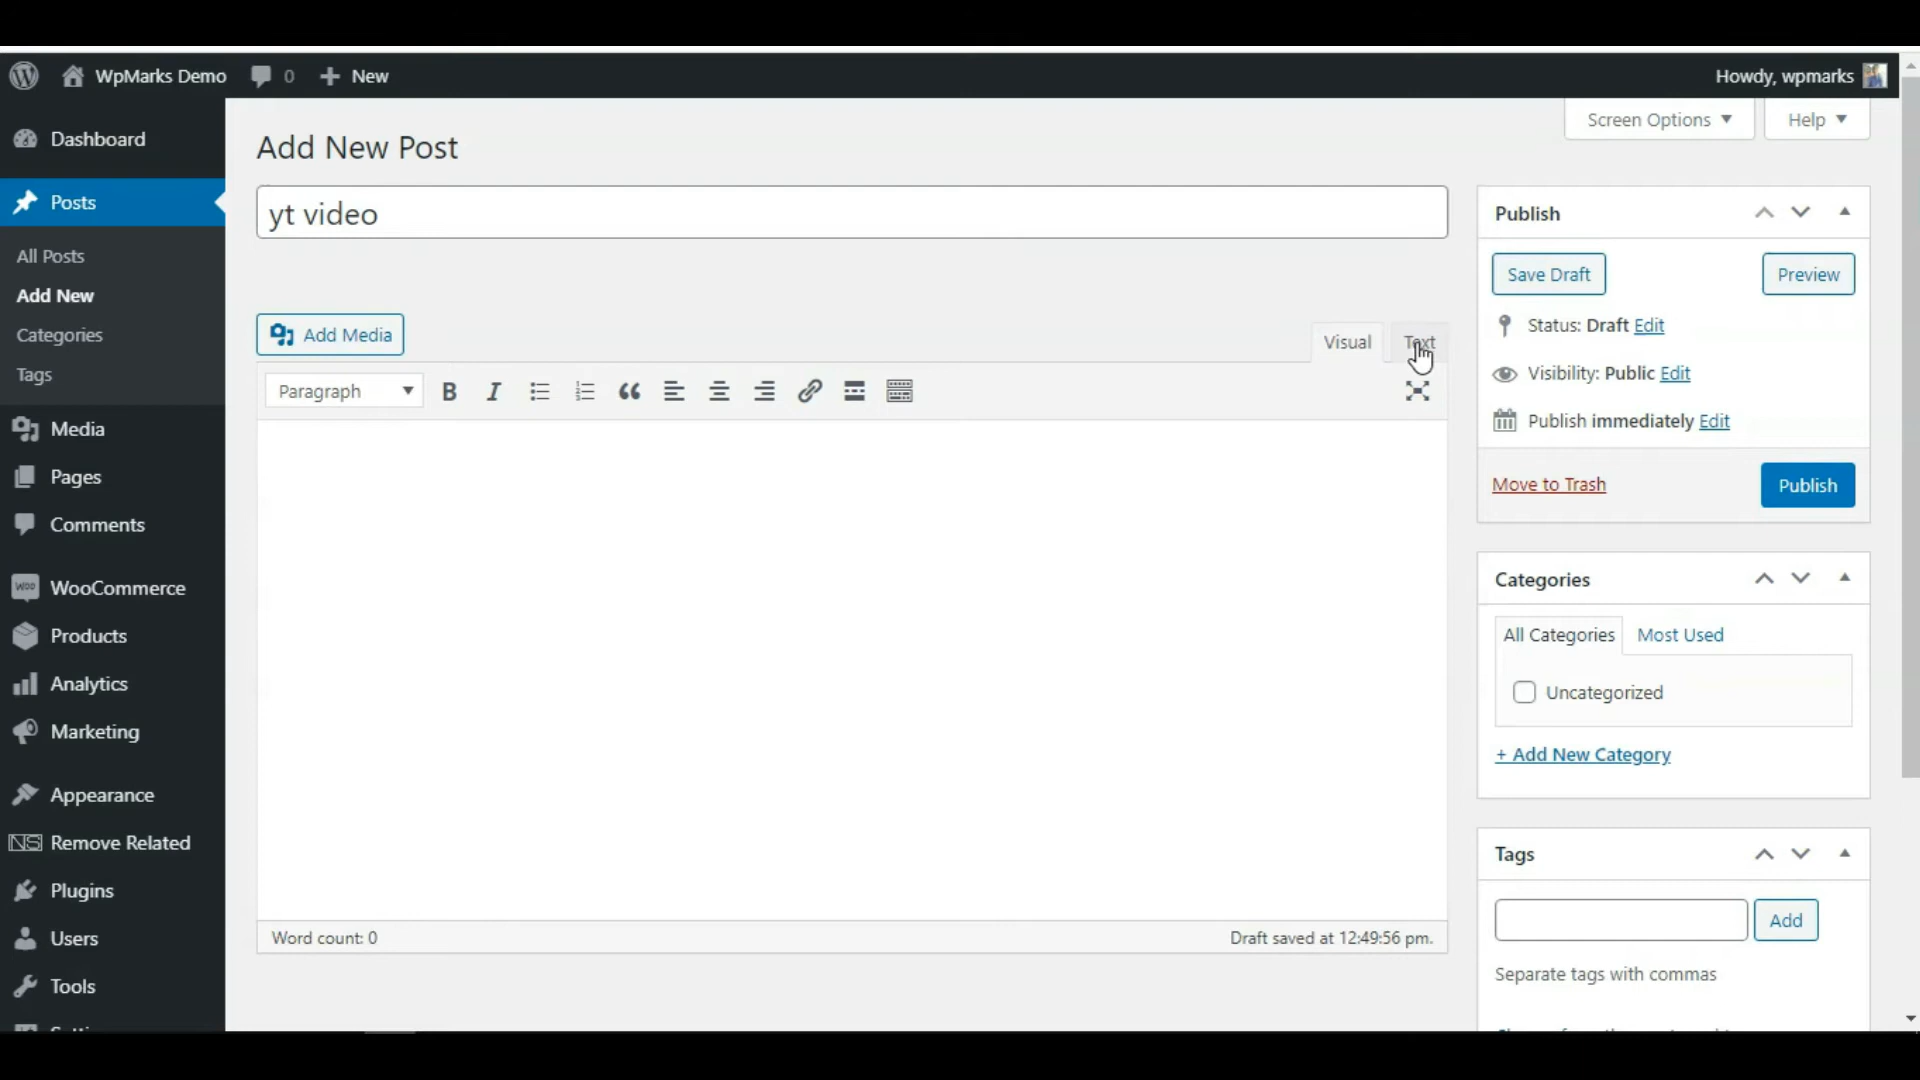 WpMarks Demo 0 New Howdy, wpmarks
Screen Options Help
Dashboard
Posts
All Posts
Add New
Categories
Tags
Media
Pages
Comments
WOO WooCommerce
Products
Analytics
Marketing
Appearance
NS Remove Related
Plugins
Users
Tools
Add New Post
yt video
Add Media
Visual Text
Paragraph B I
Word count: 0 Draft saved at 12:49:56 pm.
Publish
Save Draft Preview
Status: Draft Edit
Visibility: Public Edit
Publish immediately Edit
Move to Trash Publish
Categories
All Categories Most Used
Uncategorized
+ Add New Category
Tags
Add
Separate tags with commas